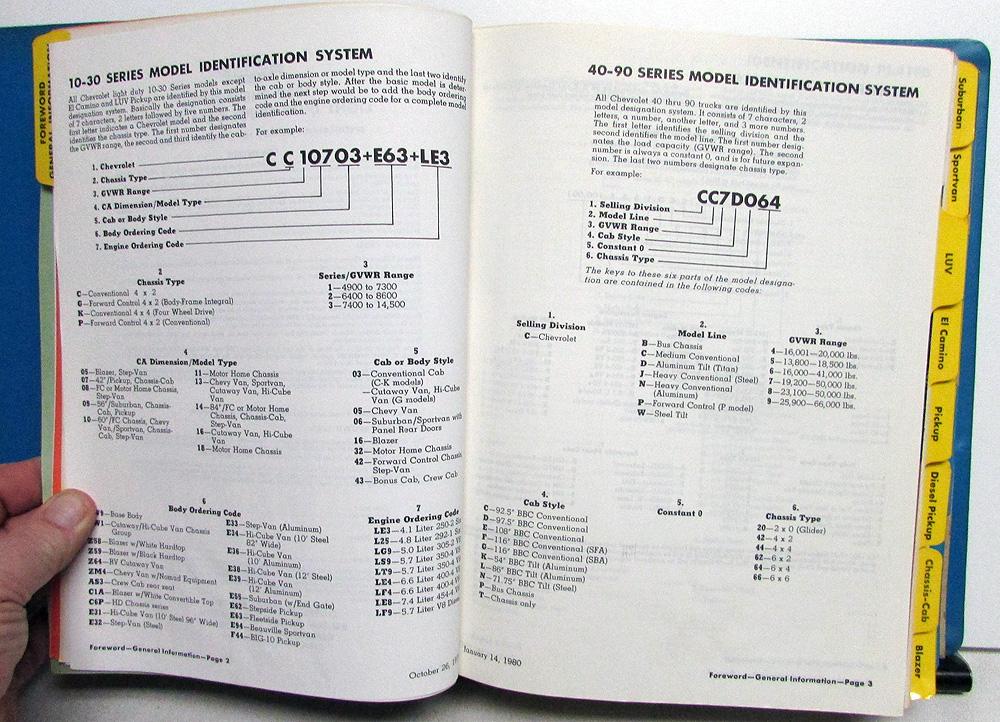 FOREWORD
GENERAL INFORMATION
10-30 SERIES MODEL IDENTIFICATION SYSTEM
All Chevrolet light duty 10-30 Series models except
El Camino and LUV Pickup are identified by this model
designation system. Basically the designation consists
of 7 characters, 2 letters followed by five numbers. The
first letter indicates a Chevrolet model and the second
identifies the chassis type. The first number designates
the GVWR range, the second and third identify the cab-
to-axle dimension or model type and the last two identify
the cab or body style. After the basic model is deter-
mined the next step would be to add the body ordering
code and the engine ordering code for a complete model
identification.
For example:
C C 10703+E63+LE3
1. Chevrolet
2. Chassis Type
3. GVWR Range
4. CA Dimension/Model Type
5. Cab or Body Style
6. Body Ordering Code
7. Engine Ordering Code
2
Chassis Type
C—Conventional 4 x 2
G—Forward Control 4 x 2 (Body-Frame Integral)
K—Conventional 4 x 4 (Four Wheel Drive)
P—Forward Control 4 x 2 (Conventional)
3
Series/GVWR Range
1—4900 to 7300
2—6400 to 8600
3—7400 to 14,500
4
CA Dimension/Model Type
05—Blazer, Step-Van
07—42"/Pickup, Chassis-Cab
08—FC or Motor Home Chassis,
Step-Van
09—56"/Suburban, Chassis-
Cab, Pickup
10—60"/FC Chassis, Chevy
Van,/Sportvan, Chassis-
Cab, Step-Van
11—Motor Home Chassis
13—Chevy Van, Sportvan,
Cutaway Van, Hi-Cube
Van
14—84"/FC or Motor Home
Chassis, Chassis-Cab,
Step-Van
16—Cutaway Van, Hi-Cube
Van
18—Motor Home Chassis
5
Cab or Body Style
03—Conventional Cab
(C-K models)
—Cutaway Van, Hi-Cube
Van (G models)
05—Chevy Van
06—Suburban/Sportvan with
Panel Rear Doors
16—Blazer
32—Motor Home Chassis
42—Forward Control Chassis
Step-Van
43—Bonus Cab, Crew Cab
6
Body Ordering Code
—Base Body
—Cutaway/Hi-Cube Van Chassis
Group
Z58—Blazer w/White Hardtop
Z59—Blazer w/Black Hardtop
Z64—RV Cutaway Van
ZM4—Chevy Van w/Nomad Equipment
AS3—Crew Cab rear seat
C1A—Blazer w/White Convertible Top
C6P—HD Chassis series
E31—Hi-Cube Van (10' Steel 96" Wide)
E32—Step-Van (Steel)
E33—Step-Van (Aluminum)
E34—Hi-Cube Van (10' Steel
82" Wide)
E36—Hi-Cube Van
(10' Aluminum)
E38—Hi-Cube Van (12' Steel)
E39—Hi-Cube Van
(12' Aluminum)
E55—Suburban (w/End Gate)
E62—Stepside Pickup
E63—Fleetside Pickup
E94—Beauville Sportvan
F44—BIG-10 Pickup
7
Engine Ordering Code
LE3—4.1 Liter 250-2
L25—4.8 Liter 292-1
LG9—5.0 Liter 305-2
LS9—5.7 Liter 350-4
LT9—5.7 Liter 350-4
LE4—6.6 Liter 400-4
LF4—6.6 Liter 400-4
LE8—7.4 Liter 454-4
LF9—5.7 Liter V8
Foreword—General Information—Page 2
October 26,
40-90 SERIES MODEL IDENTIFICATION SYSTEM
All Chevrolet 40 thru 90 trucks are identified by this
model designation system. It consists of 7 characters, 2
letters, a number, another letter, and 3 more numbers.
The first letter identifies the selling division and the
second identifies the model line. The first number desig-
nates the load capacity (GVWR range). The second
number is always a constant 0, and is for future expan-
sion. The last two numbers designate chassis type.
For example:
CC7D064
1. Selling Division
2. Model Line
3. GVWR Range
4. Cab Style
5. Constant 0
6. Chassis Type
The keys to these six parts of the model designa-
tion are contained in the following codes:
1.
Selling Division
C—Chevrolet
2.
Model Line
B—Bus Chassis
C—Medium Conventional
D—Aluminum Tilt (Titan)
J—Heavy Conventional (Steel)
N—Heavy Conventional
(Aluminum)
P—Forward Control (P model)
W—Steel Tilt
3.
GVWR Range
4—16,001—20,000 lbs.
5—13,800—18,500 lbs.
6—16,000—41,000 lbs.
7—19,200—50,000 lbs.
8—23,100—50,000 lbs.
9—25,900—66,000 lbs.
4.
Cab Style
C—92.5" BBC Conventional
D—97.5" BBC Conventional
E—108" BBC Conventional
F—116" BBC Conventional (SFA)
G—116" BBC Conventional (SBA)
K—54" BBC Tilt (Aluminum)
L—86" BBC Tilt (Aluminum)
N—71.75" BBC Tilt (Steel)
P—Bus Chassis
T—Chassis only
5.
Constant 0
6.
Chassis Type
20—2 x 0 (Glider)
42—4 x 2
44—4 x 4
62—6 x 2
64—6 x 4
66—6 x 6
January 14, 1980
Foreword—General Information—Page 3
Suburban
Sportvan
LUV
El Camino
Pickup
Diesel Pickup
Chassis-Cab
Blazer